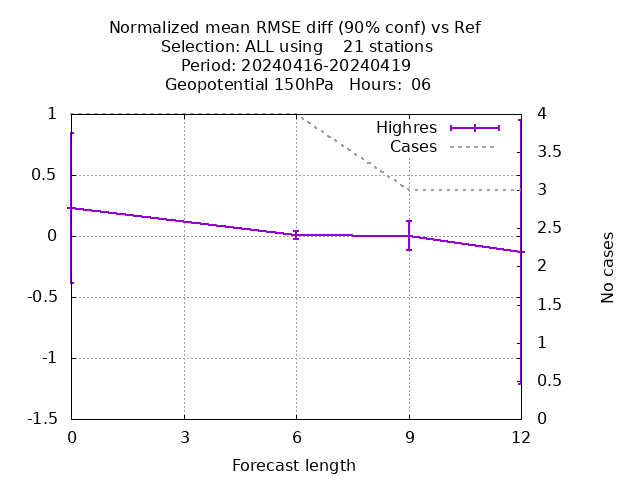 Normalized mean RMSE diff (90% conf) vs Ref
Selection: ALL using    21 stations
Period: 20240416-20240419
Geopotential 150hPa   Hours:  06
1
0.5
0
-0.5
-1
-1.5
Highres
Cases
4
3.5
3
2.5
2
1.5
1
0.5
0
No cases
0 3 6 9 12
Forecast length